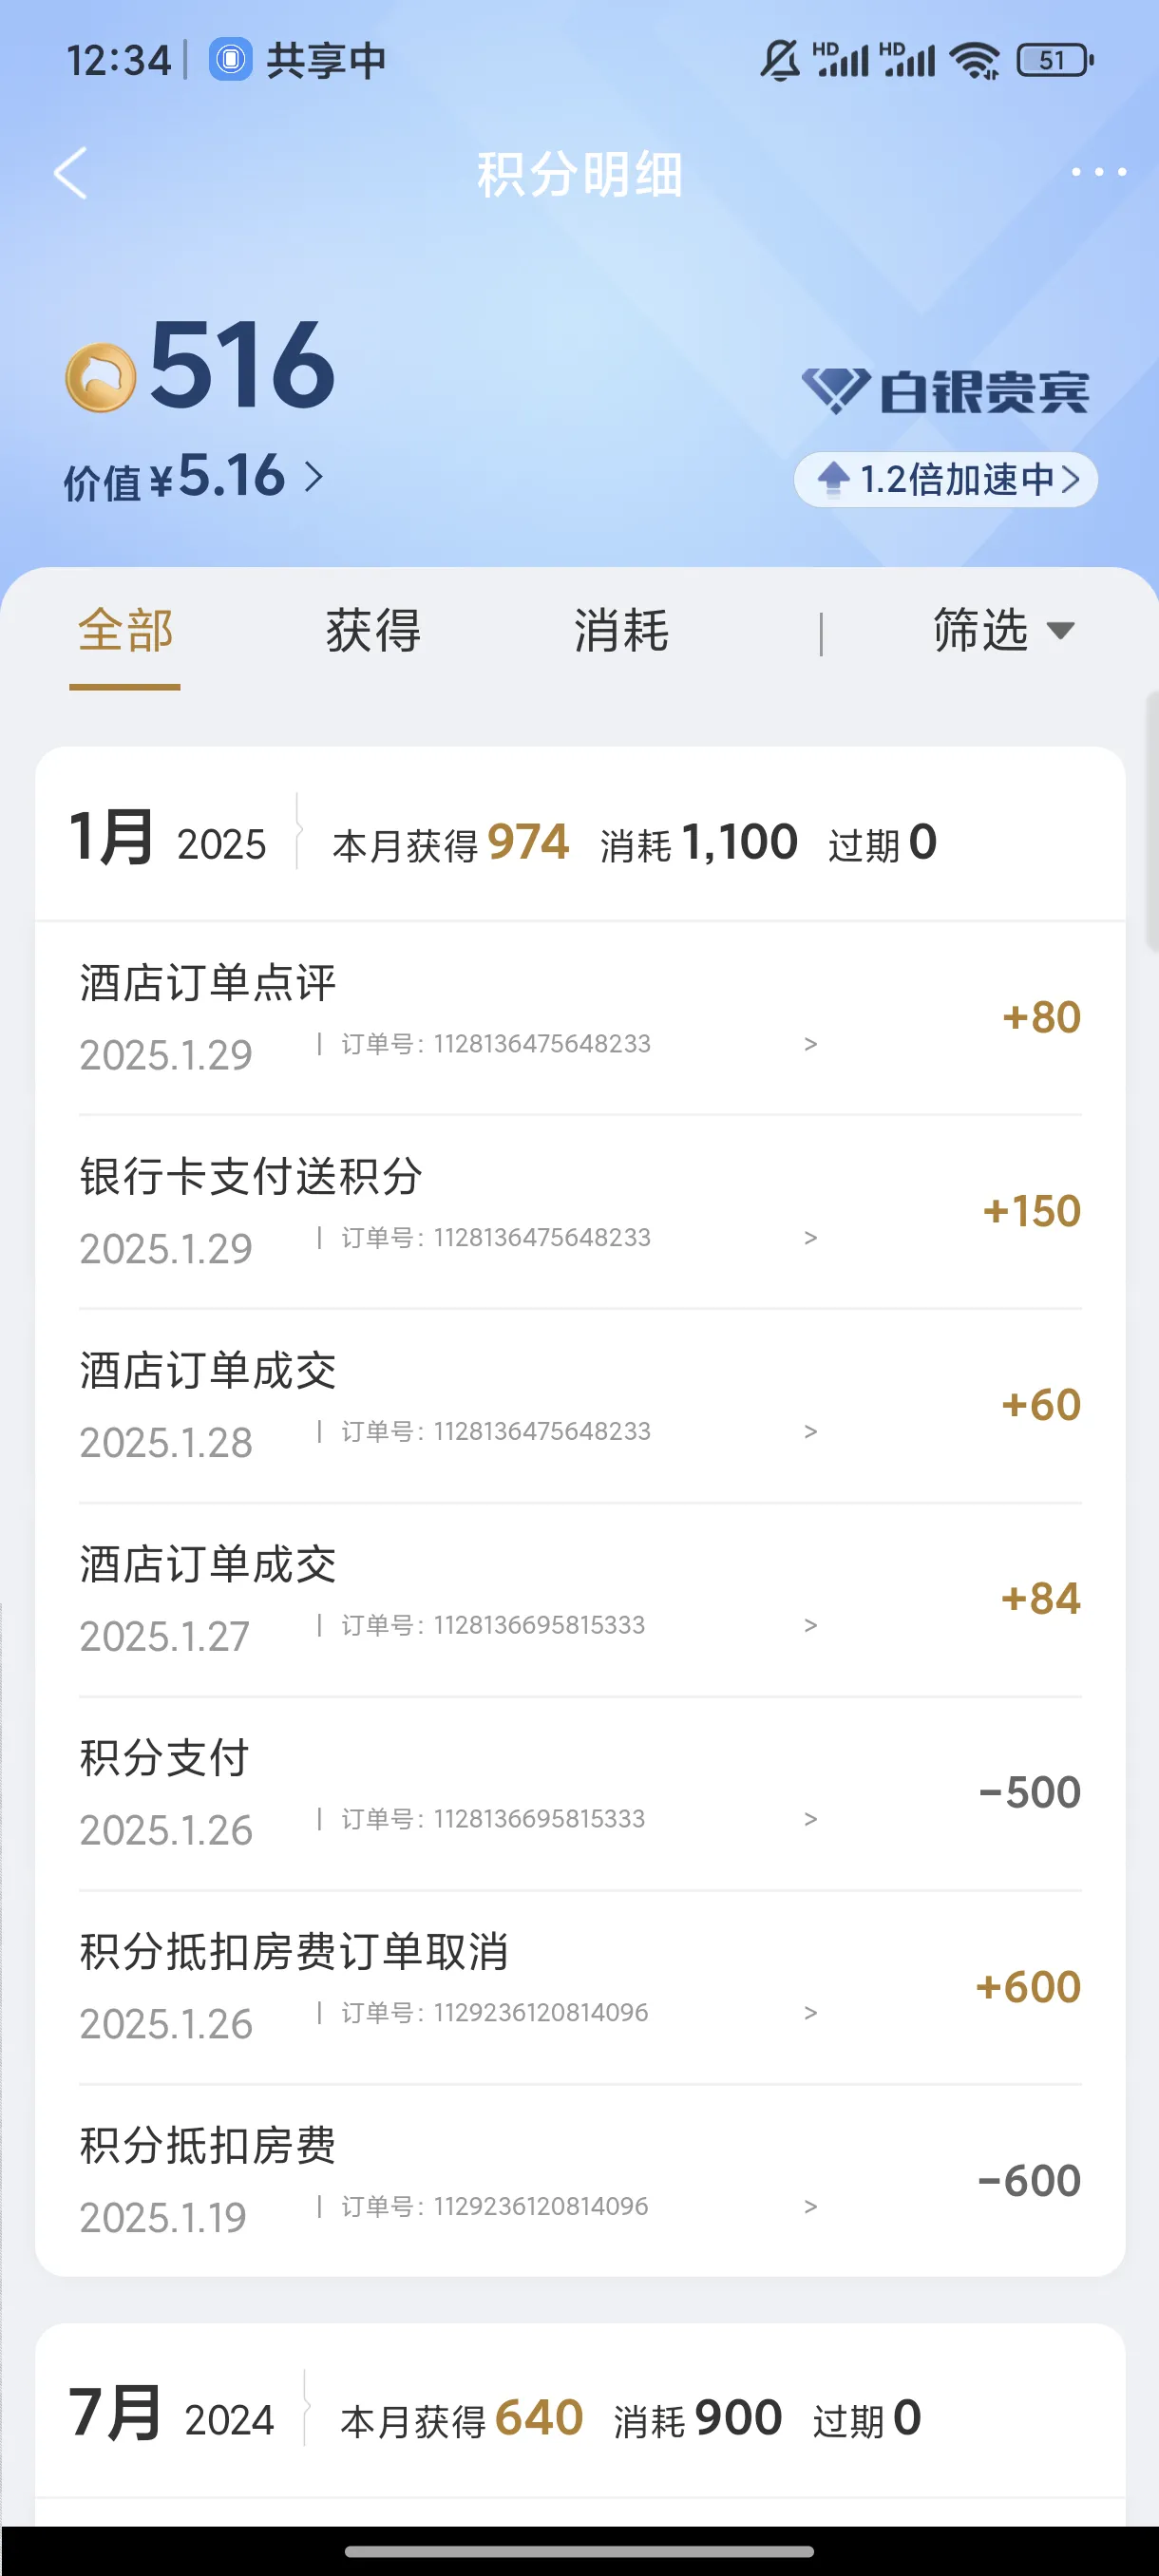 12:34 共享中 HD HD 51
积分明细
516
价值¥5.16 >
白银贵宾
1.2倍加速中>
全部 获得 消耗 | 筛选
1月 2025 本月获得 974 消耗 1,100 过期 0
酒店订单点评
+80
2025.1.29 | 订单号: 1128136475648233 >
银行卡支付送积分
+150
2025.1.29 | 订单号: 1128136475648233 >
酒店订单成交
+60
2025.1.28 | 订单号: 1128136475648233 >
酒店订单成交
+84
2025.1.27 | 订单号: 1128136695815333 >
积分支付
-500
2025.1.26 | 订单号: 1128136695815333 >
积分抵扣房费订单取消
+600
2025.1.26 | 订单号: 1129236120814096 >
积分抵扣房费
-600
2025.1.19 | 订单号: 1129236120814096 >
7月 2024 本月获得 640 消耗 900 过期 0